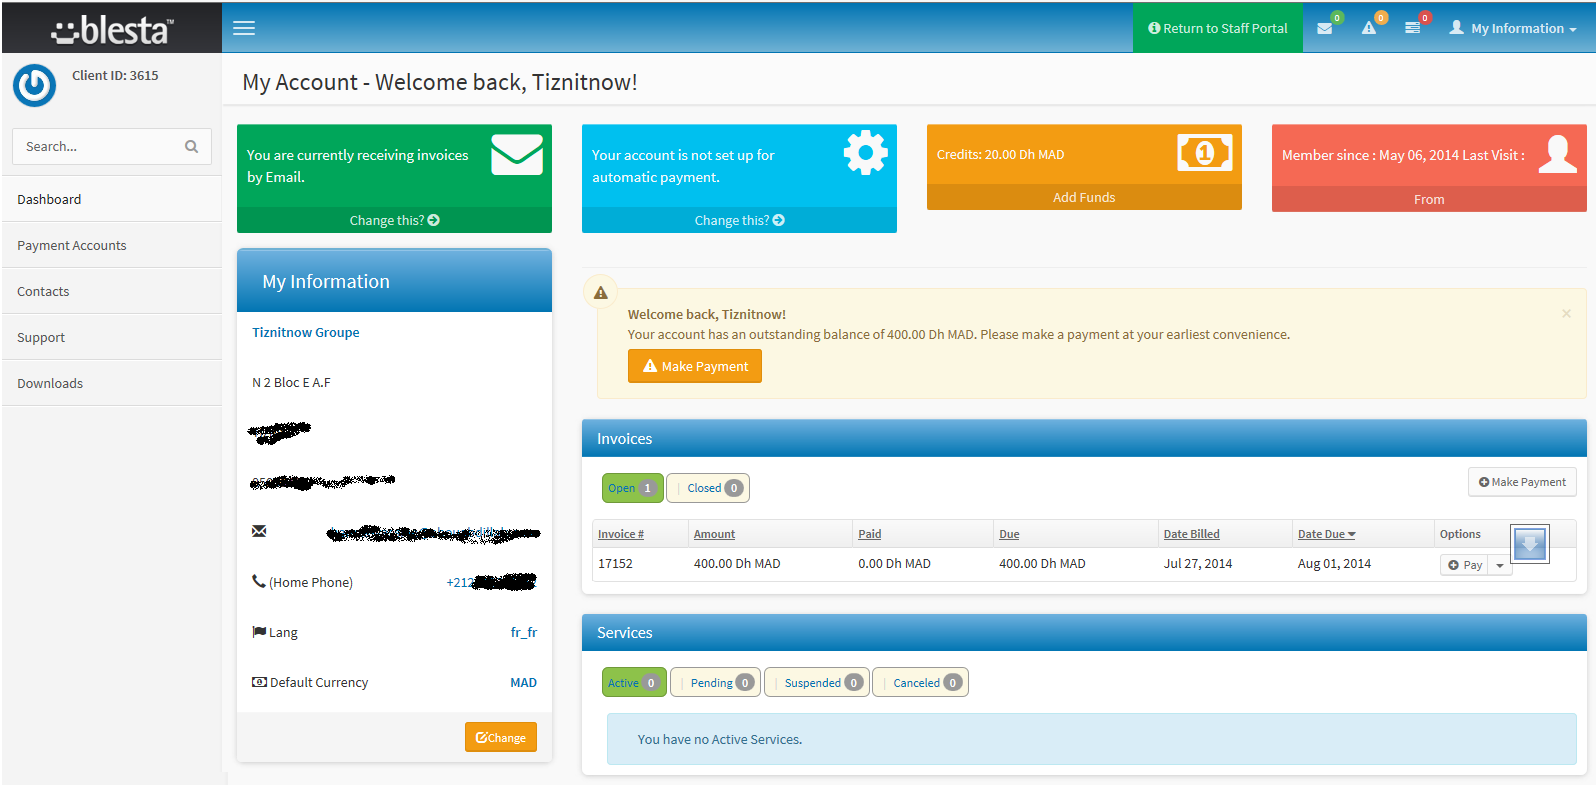 blesta™
Return to Staff Portal
0
0
0
My Information
Client ID: 3615
Search...
Dashboard
Payment Accounts
Contacts
Support
Downloads
My Account - Welcome back, Tiznitnow!
You are currently receiving invoices
by Email.
Change this?
Your account is not set up for
automatic payment.
Change this?
Credits: 20.00 Dh MAD
1
Add Funds
Member since : May 06, 2014 Last Visit :
From
My Information
Tiznitnow Groupe
N 2 Bloc E A.F
(Home Phone) +212
Lang fr_fr
Default Currency MAD
Change
Welcome back, Tiznitnow!
Your account has an outstanding balance of 400.00 Dh MAD. Please make a payment at your earliest convenience.
Make Payment
Invoices
Open 1 | Closed 0
Make Payment
Invoice # Amount Paid Due Date Billed Date Due Options
17152 400.00 Dh MAD 0.00 Dh MAD 400.00 Dh MAD Jul 27, 2014 Aug 01, 2014 Pay
Services
Active 0 | Pending 0 | Suspended 0 | Canceled 0
You have no Active Services.